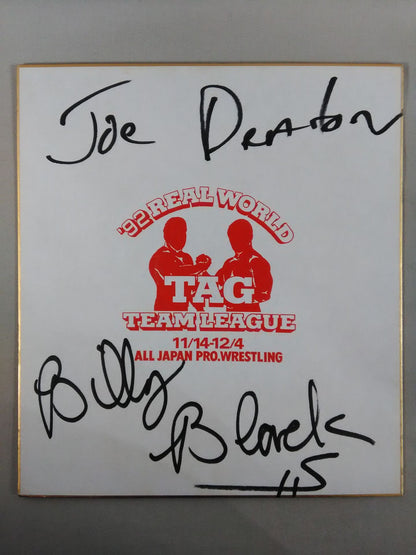 Joe Deaton
'92 REAL WORLD
TAG
TEAM LEAGUE
11/14-12/4
ALL JAPAN PRO.WRESTLING
Billy
Black